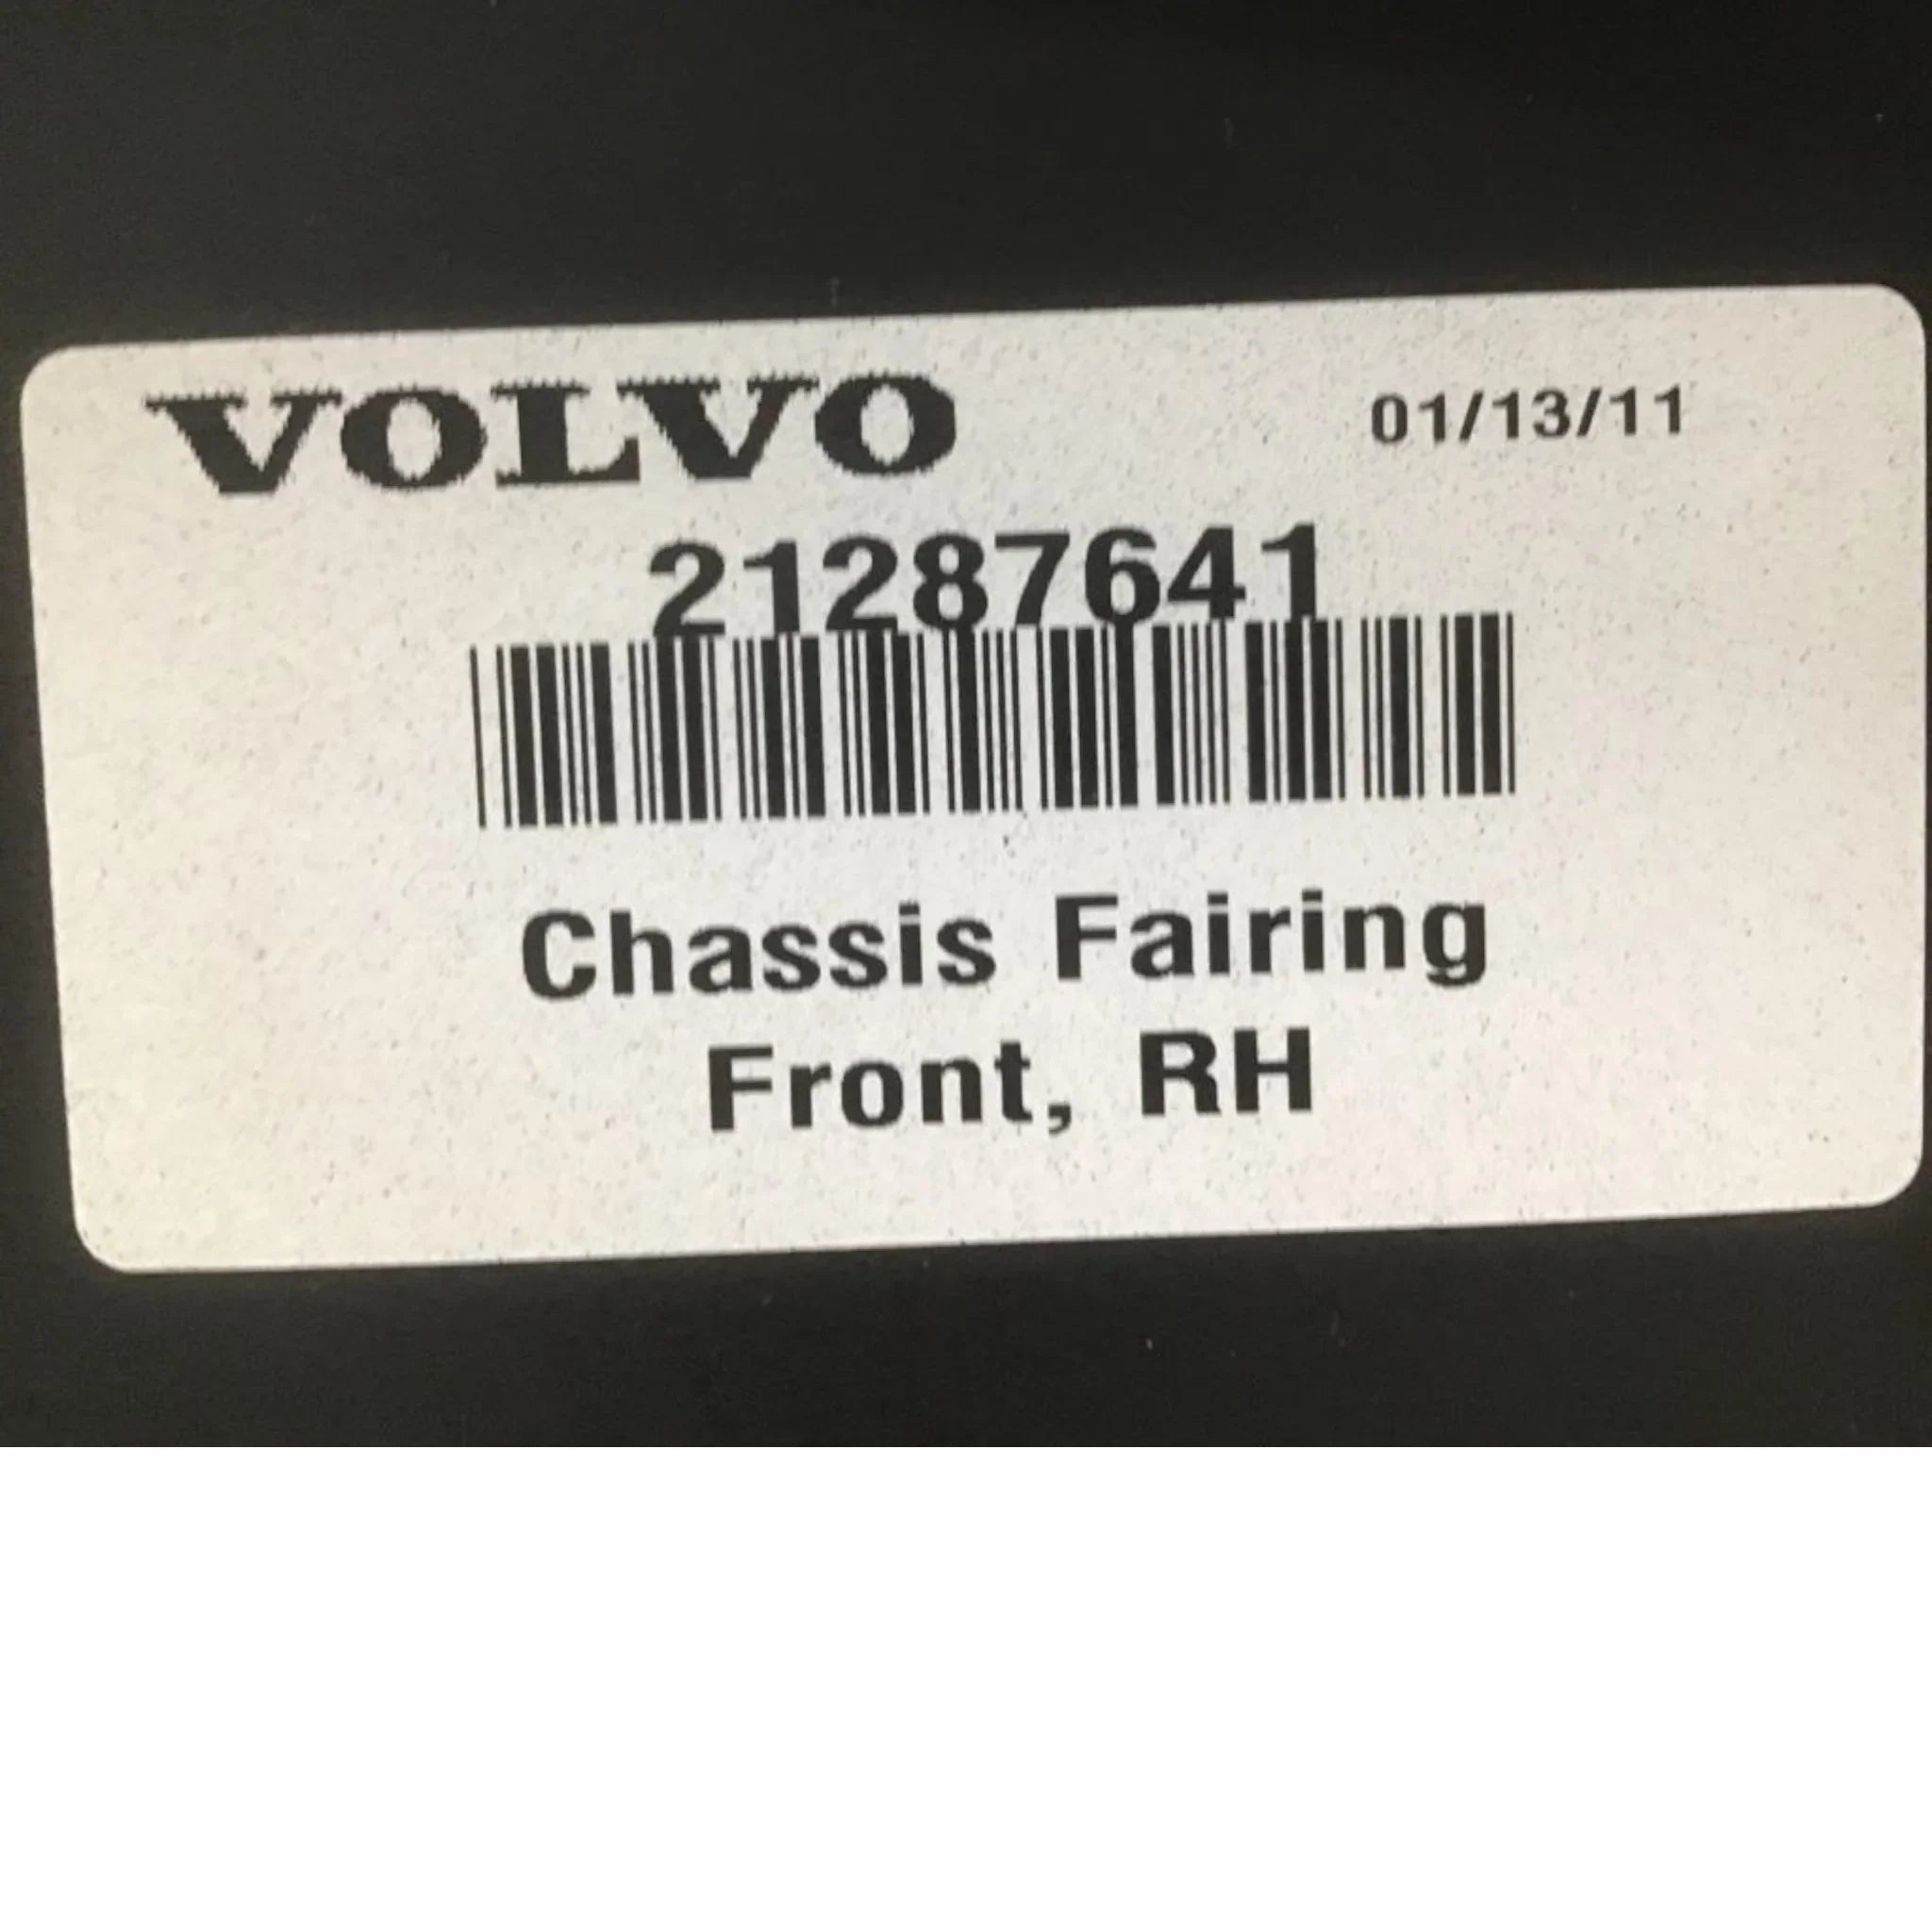 VOLVO 01/13/11
21287641
Chassis Fairing
Front, RH